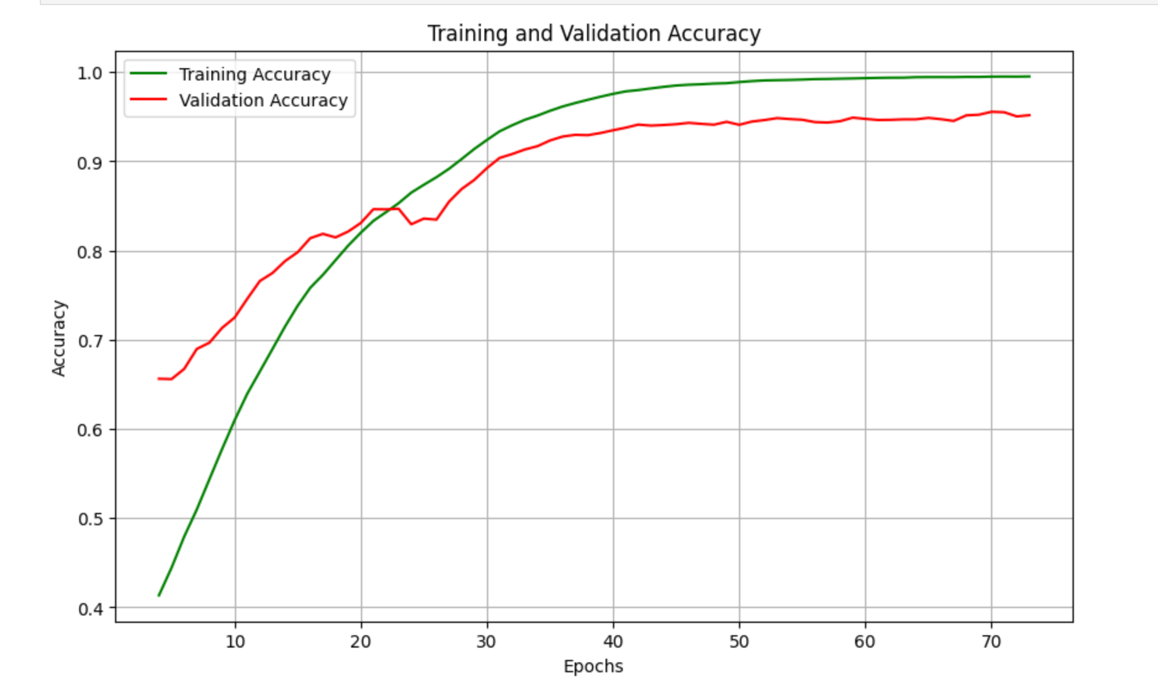 Training and Validation Accuracy
Training Accuracy
Validation Accuracy
1.0
0.9
0.8
0.7
0.6
0.5
0.4
Accuracy
10 20 30 40 50 60 70
Epochs